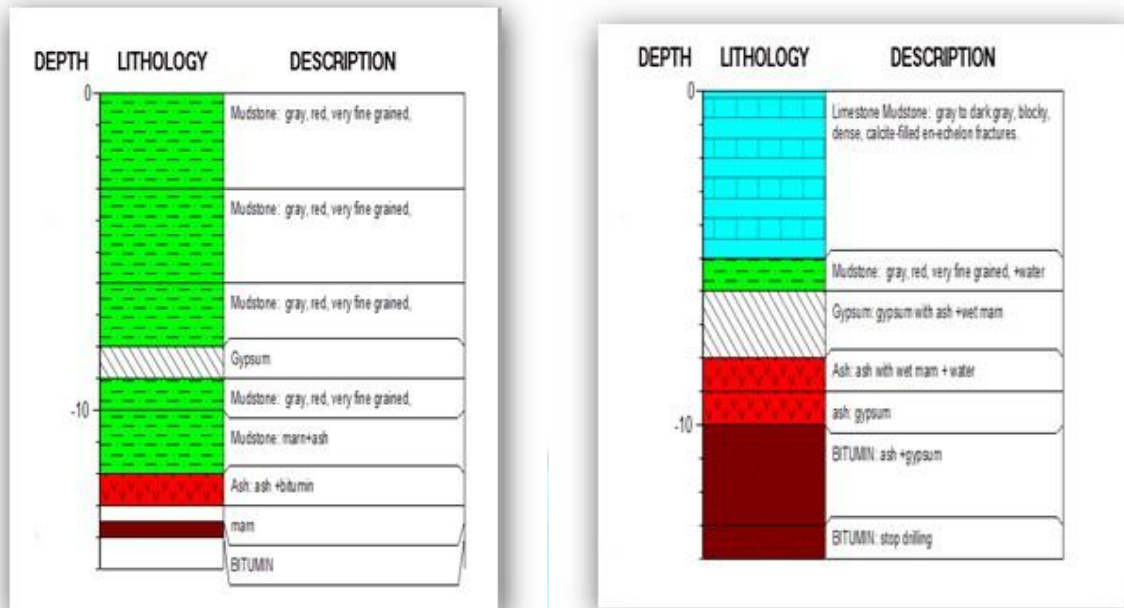 DEPTH LITHOLOGY DESCRIPTION
0
Mudstone: gray, red, very fine grained,
Mudstone: gray, red, very fine grained,
Mudstone: gray, red, very fine grained,
Gypsum
Mudstone: gray, red, very fine grained,
-10
Mudstone: marn+ash
Ash: ash +bitumin
marn
BITUMIN
DEPTH LITHOLOGY DESCRIPTION
0
Limestone Mudstone: gray to dark gray, blocky,
dense, calcite-filled en-echelon fractures.
Mudstone: gray, red, very fine grained, +water
Gypsum: gypsum with ash +wet marn
Ash: ash with wet marn + water
ash: gypsum
-10
BITUMIN: ash +gypsum
BITUMIN: stop drilling